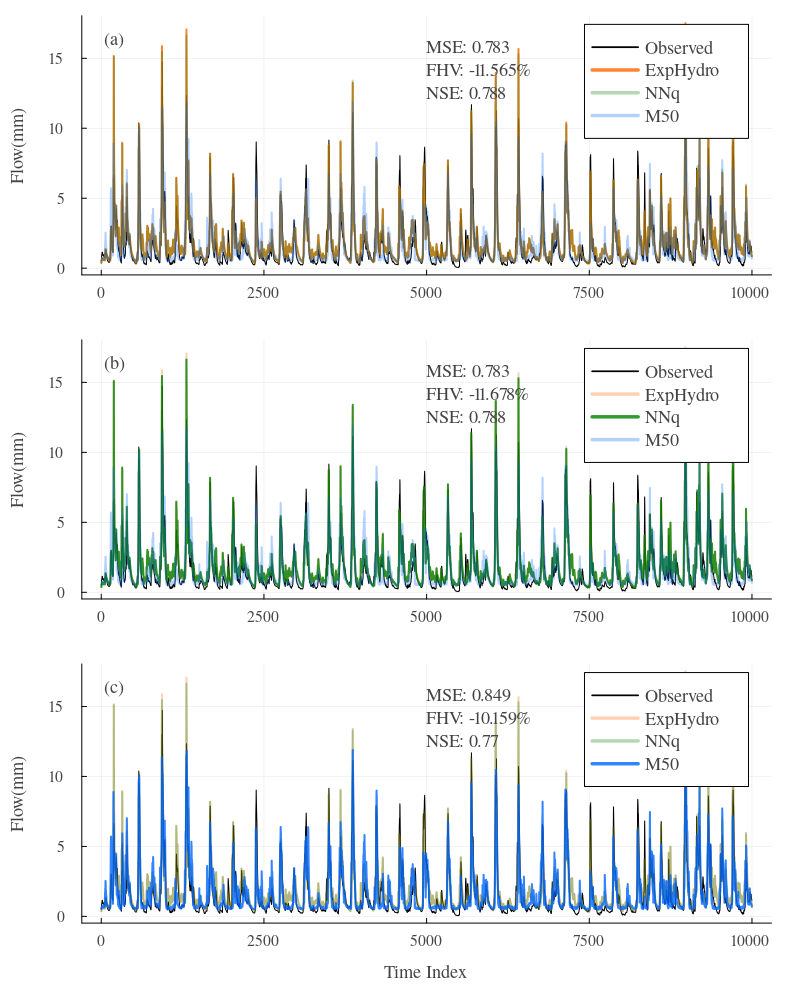 (a)
MSE: 0.783
FHV: -11.565%
NSE: 0.788
Observed
ExpHydro
NNq
M50
Flow(mm)
15
10
5
0
0 2500 5000 7500 10000
(b)
MSE: 0.783
FHV: -11.678%
NSE: 0.788
Observed
ExpHydro
NNq
M50
Flow(mm)
15
10
5
0
0 2500 5000 7500 10000
(c)
MSE: 0.849
FHV: -10.159%
NSE: 0.77
Observed
ExpHydro
NNq
M50
Flow(mm)
15
10
5
0
0 2500 5000 7500 10000
Time Index